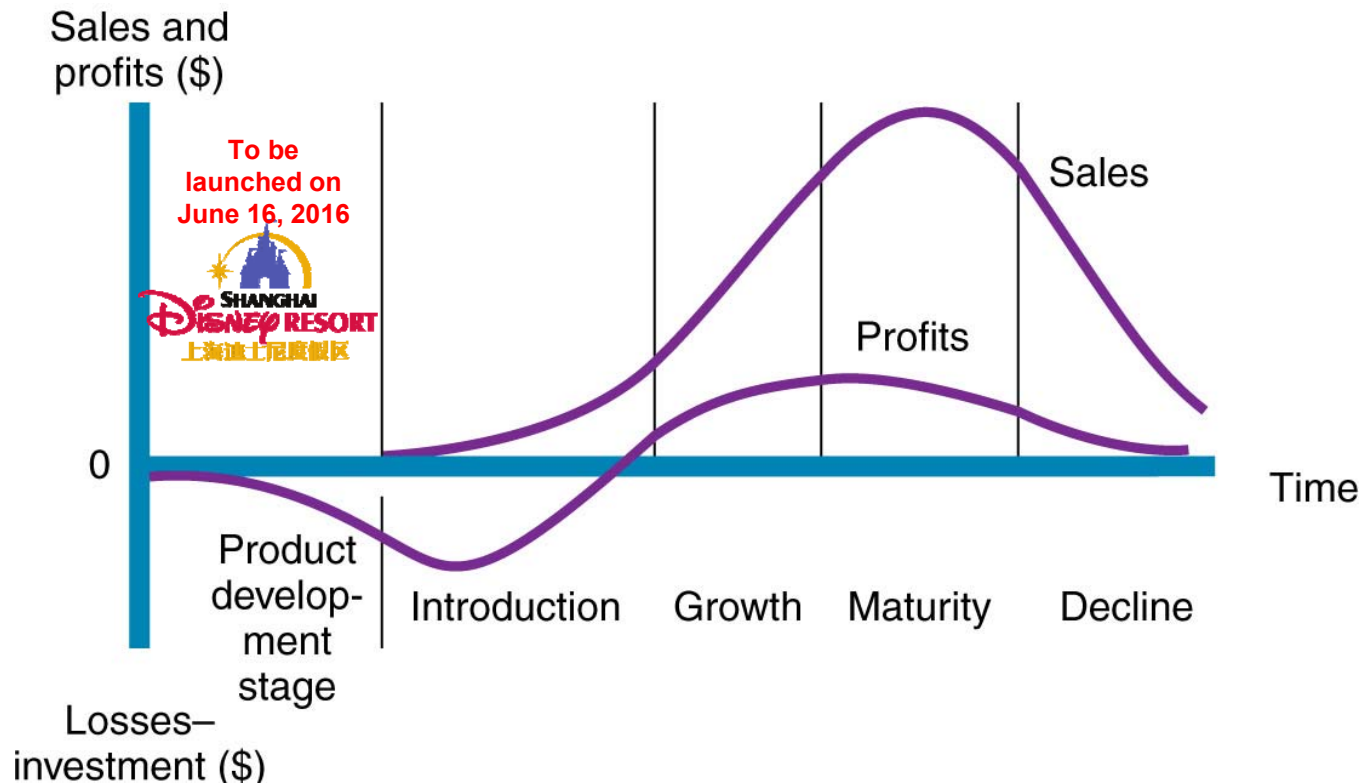 Sales and
profits ($)
To be
launched on
June 16, 2016
SHANGHAI
DISNEY RESORT
上海迪士尼度假区
Sales
Profits
0
Time
Product
develop-
ment
stage
Introduction
Growth
Maturity
Decline
Losses–
investment ($)